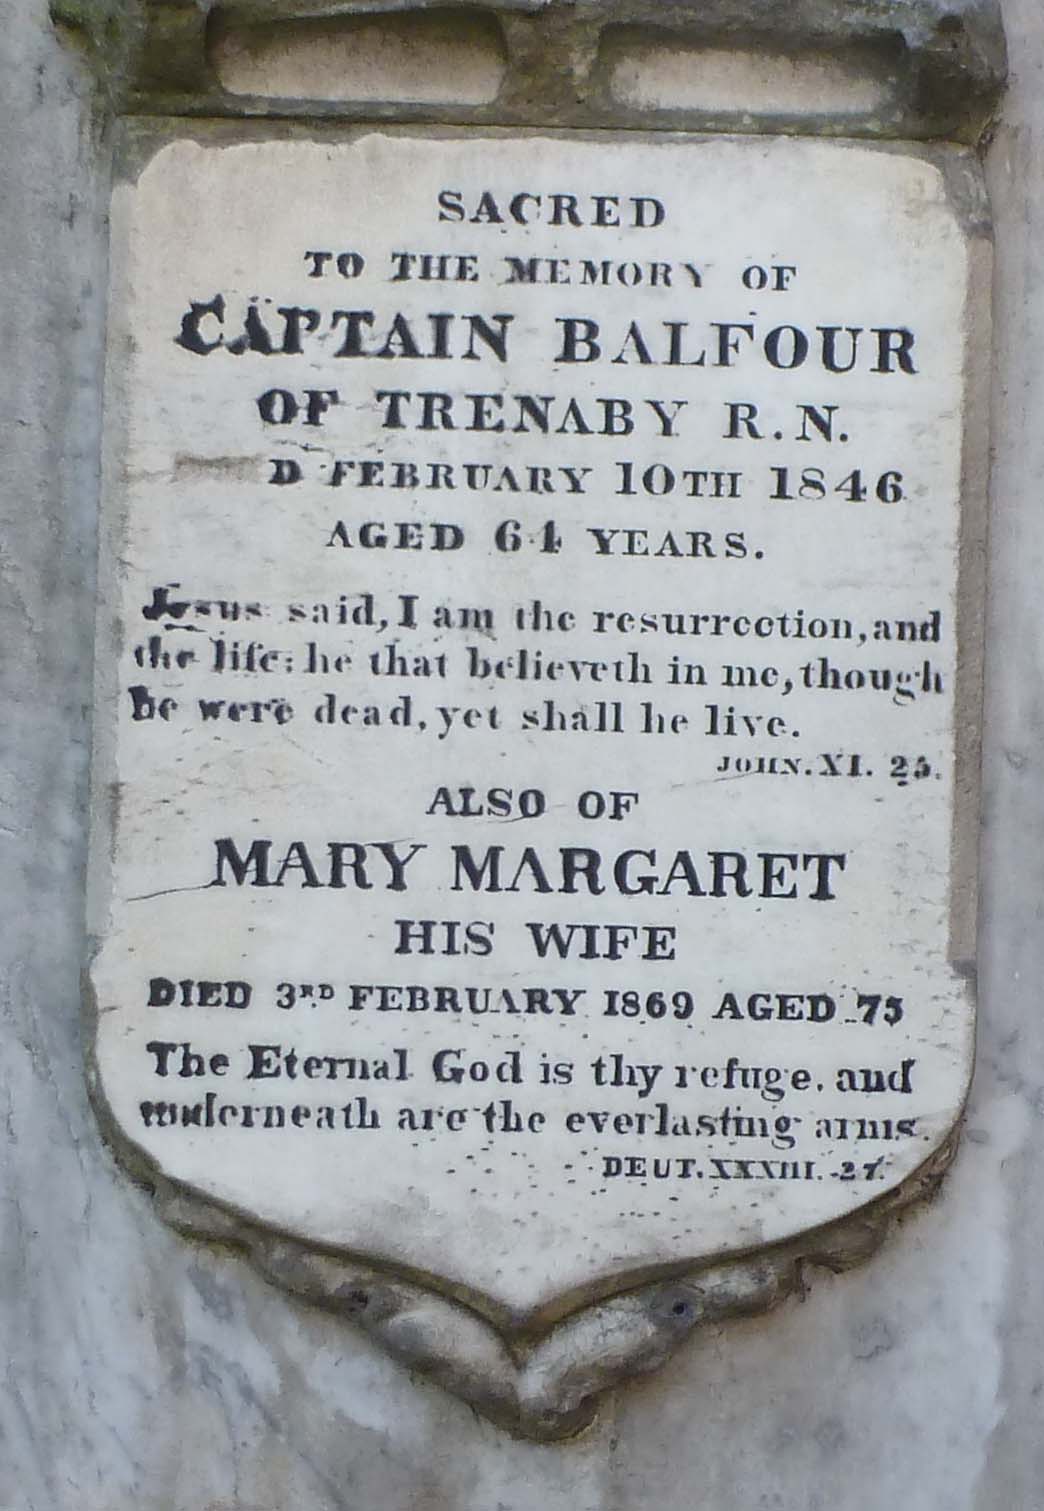 SACRED
TO THE MEMORY OF
CAPTAIN BALFOUR
OF TRENABY R.N.
D FEBRUARY 10TH 1846
AGED 64 YEARS.
Jesus said, I am the resurrection, and
the life: he that believeth in me, though
he were dead, yet shall he live.
JOHN. XI. 25.
ALSO OF
MARY MARGARET
HIS WIFE
DIED 3RD FEBRUARY 1869 AGED 75
The Eternal God is thy refuge. and
underneath are the everlasting arms.
DEUT. XXXIII. 27.